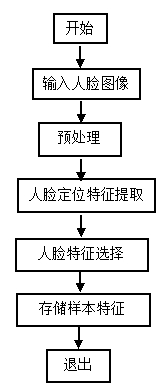 开始
输入人脸图像
预处理
人脸定位特征提取
人脸特征选择
存储样本特征
退出